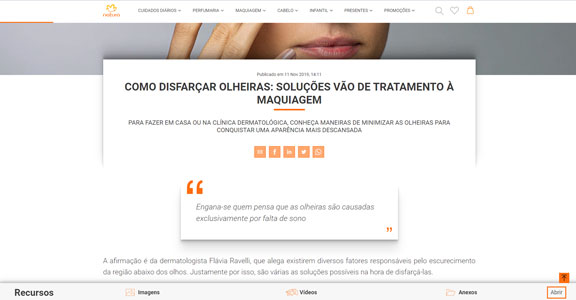 natura
CUIDADOS DIÁRIOS PERFUMARIA MAQUIAGEM CABELO INFANTIL PRESENTES PROMOÇÕES
Publicado em 11 Nov 2019, 14:11
COMO DISFARÇAR OLHEIRAS: SOLUÇÕES VÃO DE TRATAMENTO À
MAQUIAGEM
PARA FAZER EM CASA OU NA CLÍNICA DERMATOLÓGICA, CONHEÇA MANEIRAS DE MINIMIZAR AS OLHEIRAS PARA
CONQUISTAR UMA APARÊNCIA MAIS DESCANSADA
“
Engana-se quem pensa que as olheiras são causadas
exclusivamente por falta de sono
”
A afirmação é da dermatologista Flávia Ravelli, que alega existirem diversos fatores responsáveis pelo escurecimento
da região abaixo dos olhos. Justamente por isso, são várias as soluções possíveis na hora de disfarçá-las.
Recursos Imagens Vídeos Anexos Abrir